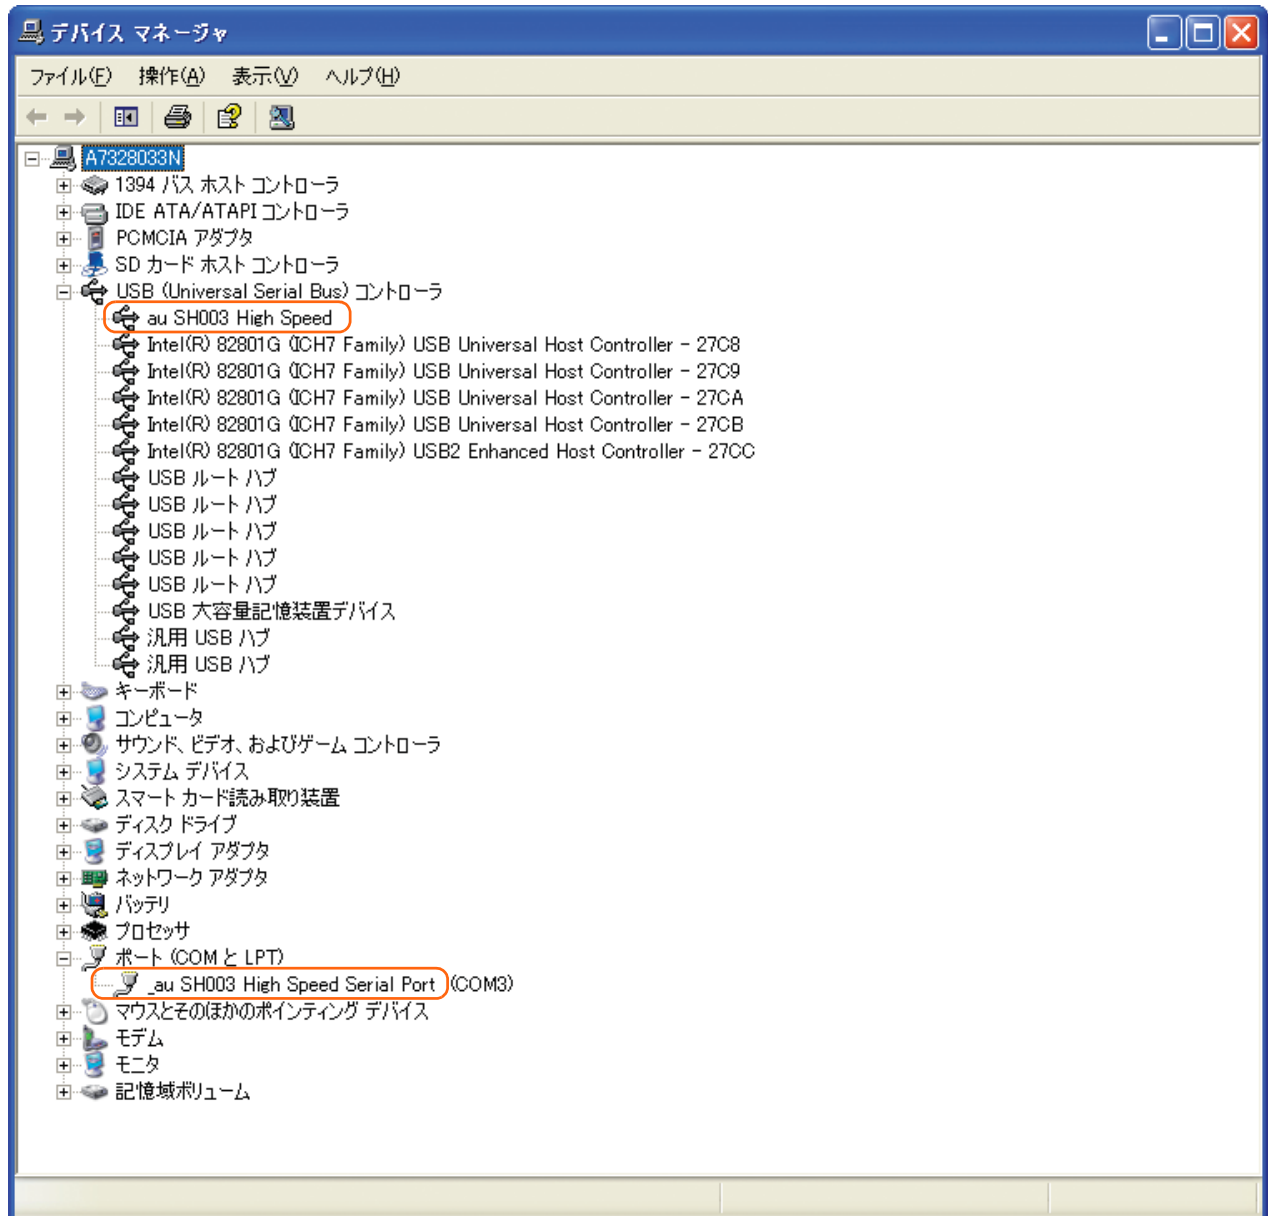 デバイス マネージャ
ファイル(F) 操作(A) 表示(V) ヘルプ(H)
A7328033N
1394 バス ホスト コントローラ
IDE ATA/ATAPI コントローラ
PCMCIA アダプタ
SD カード ホスト コントローラ
USB (Universal Serial Bus) コントローラ
au SH003 High Speed
Intel(R) 82801G (ICH7 Family) USB Universal Host Controller - 27C8
Intel(R) 82801G (ICH7 Family) USB Universal Host Controller - 27C9
Intel(R) 82801G (ICH7 Family) USB Universal Host Controller - 27CA
Intel(R) 82801G (ICH7 Family) USB Universal Host Controller - 27CB
Intel(R) 82801G (ICH7 Family) USB2 Enhanced Host Controller - 27CC
USB ルート ハブ
USB ルート ハブ
USB ルート ハブ
USB ルート ハブ
USB ルート ハブ
USB 大容量記憶装置デバイス
汎用 USB ハブ
汎用 USB ハブ
キーボード
コンピュータ
サウンド、ビデオ、およびゲーム コントローラ
システム デバイス
スマート カード読み取り装置
ディスク ドライブ
ディスプレイ アダプタ
ネットワーク アダプタ
バッテリ
プロセッサ
ポート (COM と LPT)
_au SH003 High Speed Serial Port (COM3)
マウスとそのほかのポインティング デバイス
モデム
モニタ
記憶域ボリューム